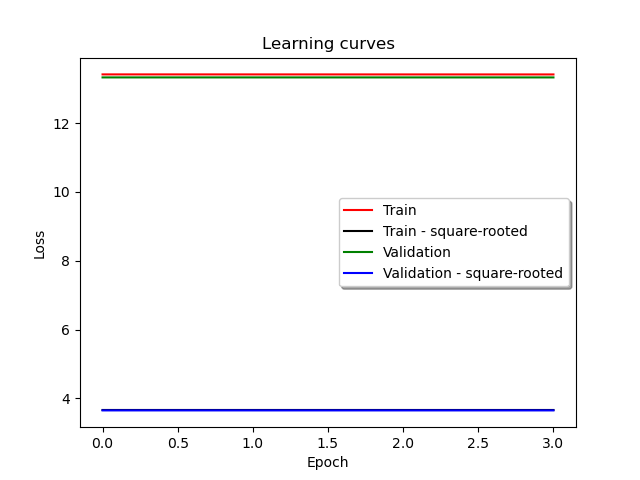 Learning curves
12
10
8
6
4
Loss
Train
Train - square-rooted
Validation
Validation - square-rooted
0.0 0.5 1.0 1.5 2.0 2.5 3.0
Epoch